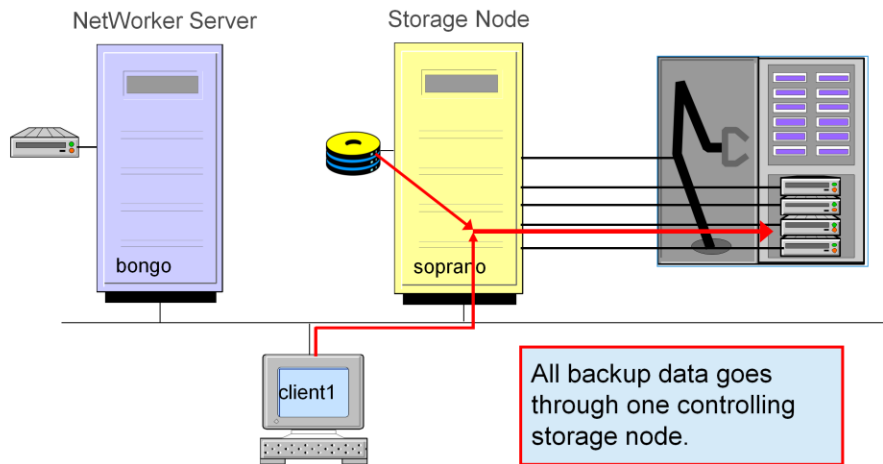 NetWorker Server
Storage Node
bongo
soprano
client1
All backup data goes
through one controlling
storage node.